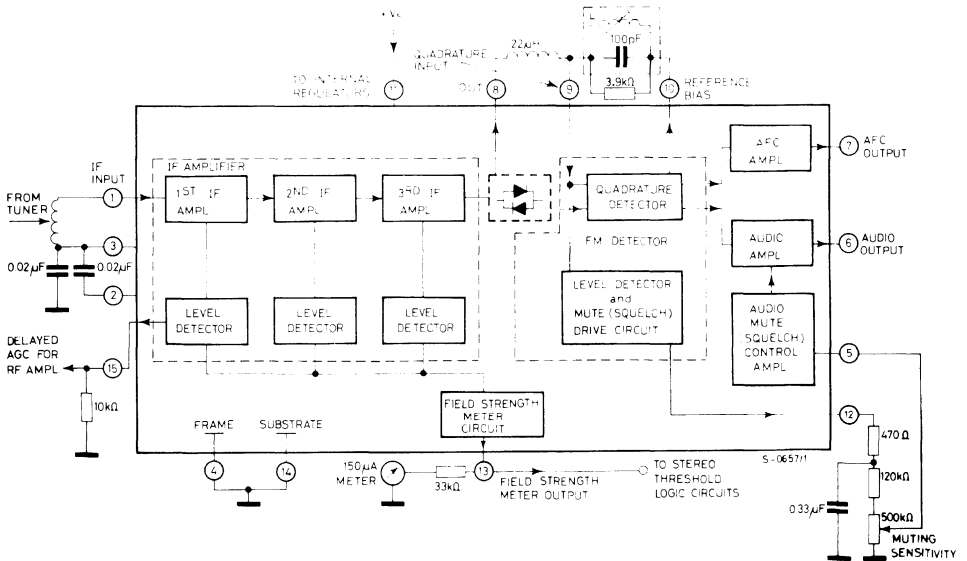 +Vs
L
100pF
22μH
3.9kΩ
QUADRATURE
INPUT
TO INTERNAL
REGULATORS
11
OUT
8
9
10
REFERENCE
BIAS
IF
INPUT
IF AMPLIFIER
FROM
TUNER
1
1ST IF
AMPL
2ND IF
AMPL
3RD IF
AMPL
QUADRATURE
DETECTOR
AFC
AMPL
7
AFC
OUTPUT
3
FM DETECTOR
AUDIO
AMPL
6
AUDIO
OUTPUT
0.02μF
0.02μF
2
LEVEL
DETECTOR
LEVEL
DETECTOR
LEVEL
DETECTOR
LEVEL DETECTOR
and
MUTE (SQUELCH)
DRIVE CIRCUIT
AUDIO
MUTE
(SQUELCH)
CONTROL
AMPL
5
DELAYED
AGC FOR
RF AMPL
15
10kΩ
FIELD STRENGTH
METER
CIRCUIT
12
FRAME
SUBSTRATE
470Ω
S-0657/1
4
14
150μA
METER
33kΩ
13
FIELD STRENGTH
METER OUTPUT
TO STEREO
THRESHOLD
LOGIC CIRCUITS
120kΩ
0.33μF
500kΩ
MUTING
SENSITIVITY